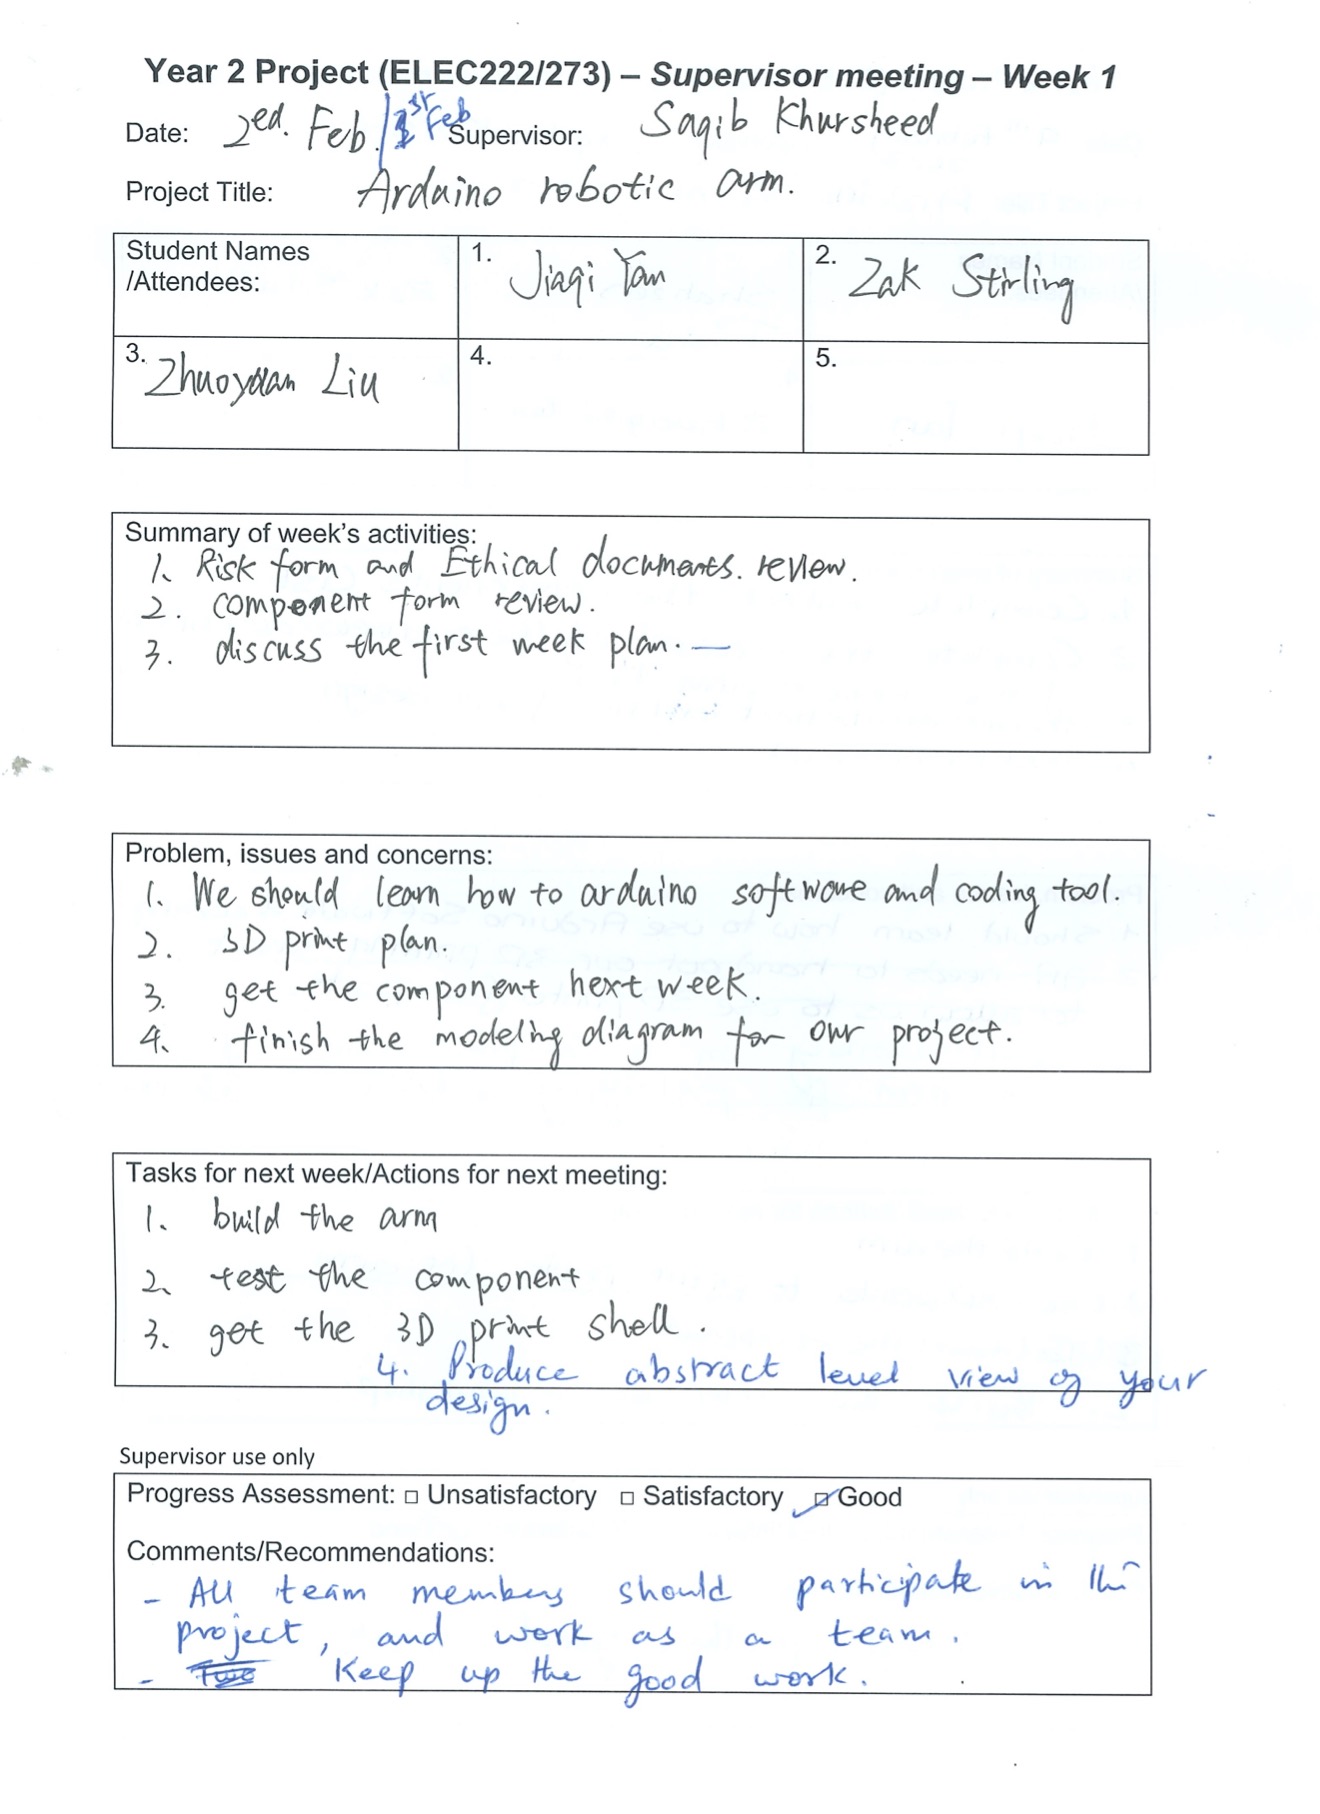 Year 2 Project (ELEC222/273) – Supervisor meeting – Week 1
Date: 2ed. Feb. / 1st Feb Supervisor: Saqib Khursheed
Project Title: Arduino robotic arm.
Student Names
/Attendees:
1. Jiaqi Yan
2. Zak Stirling
3. Zhuoyuan Liu
4.
5.
Summary of week's activities:
1. Risk form and Ethical documents. review.
2. component form review.
3. discuss the first week plan. —
Problem, issues and concerns:
1. We should learn how to arduino software and coding tool.
2. 3D print plan.
3. get the component next week.
4. finish the modeling diagram for our project.
Tasks for next week/Actions for next meeting:
1. build the arm
2. test the component
3. get the 3D print shell.
4. Produce abstract level view of your
design.
Supervisor use only
Progress Assessment: □ Unsatisfactory □ Satisfactory ☑ Good
Comments/Recommendations:
- All team members should participate in this
project, and work as a team.
- Keep up the good work.